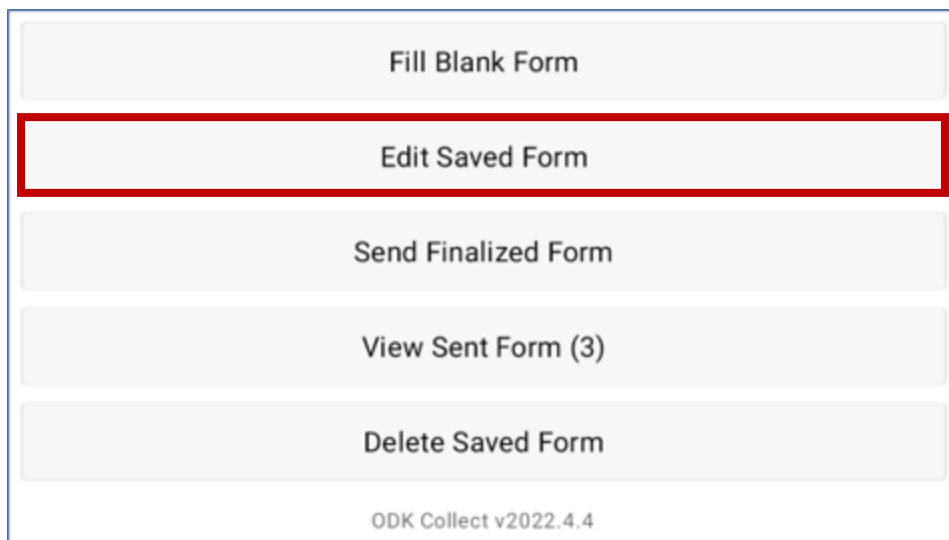 Fill Blank Form
Edit Saved Form
Send Finalized Form
View Sent Form (3)
Delete Saved Form
ODK Collect v2022.4.4